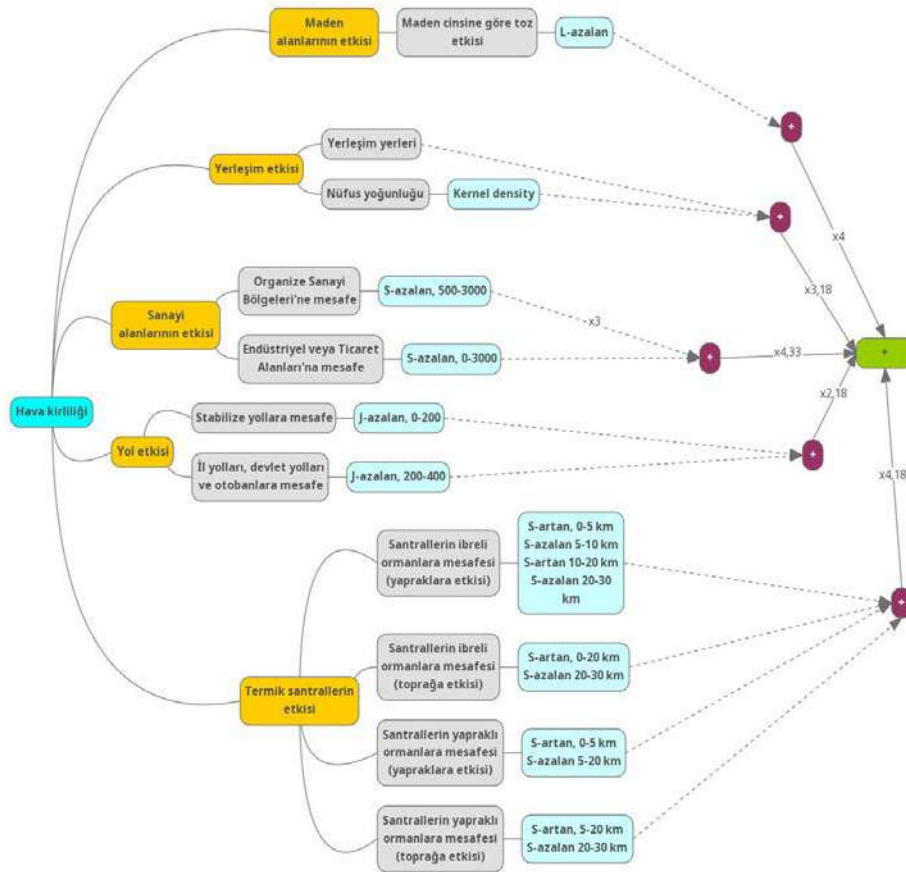 Maden
alanlarının etkisi
Maden cinsine göre toz
etkisi
L-azalan
+
Yerleşim etkisi
Yerleşim yerleri
Nüfus yoğunluğu
Kernel density
+
x4
x3,18
Sanayi
alanlarının etkisi
Organize Sanayi
Bölgeleri'ne mesafe
S-azalan, 500-3000
x3
Endüstriyel veya Ticaret
Alanları'na mesafe
S-azalan, 0-3000
+
x4,33
+
Hava kirliliği
Yol etkisi
Stabilize yollara mesafe
J-azalan, 0-200
x2,18
İl yolları, devlet yolları
ve otobanlara mesafe
J-azalan, 200-400
+
x4,18
Termik santrallerin
etkisi
Santrallerin ibreli
ormanlara mesafesi
(yapraklara etkisi)
S-artan, 0-5 km
S-azalan 5-10 km
S-artan 10-20 km
S-azalan 20-30
km
+
Santrallerin ibreli
ormanlara mesafesi
(toprağa etkisi)
S-artan, 0-20 km
S-azalan 20-30 km
Santrallerin yapraklı
ormanlara mesafesi
(yapraklara etkisi)
S-artan, 0-5 km
S-azalan 5-20 km
Santrallerin yapraklı
ormanlara mesafesi
(toprağa etkisi)
S-artan, 5-20 km
S-azalan 20-30 km